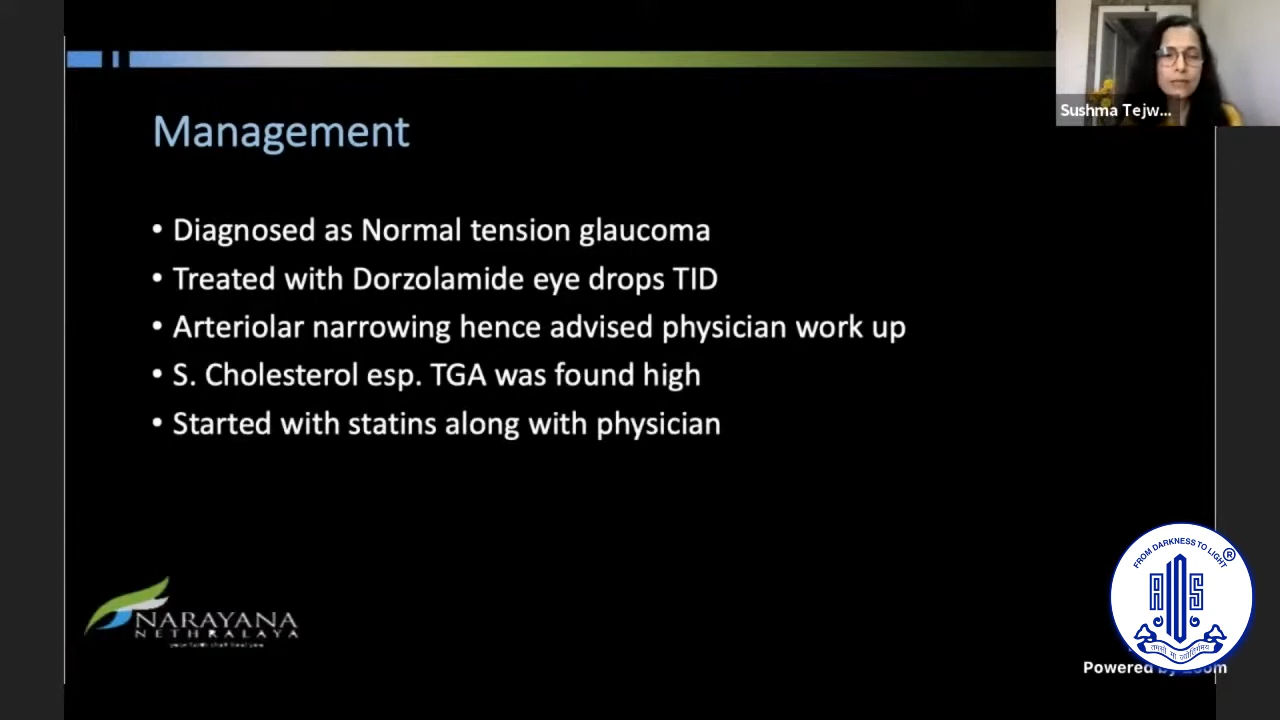 Sushma Tejw...
Management
• Diagnosed as Normal tension glaucoma
• Treated with Dorzolamide eye drops TID
• Arteriolar narrowing hence advised physician work up
• S. Cholesterol esp. TGA was found high
• Started with statins along with physician
NARAYANA
NETHRALAYA
FROM DARKNESS TO LIGHT
®
AIOS
Powered by zoom